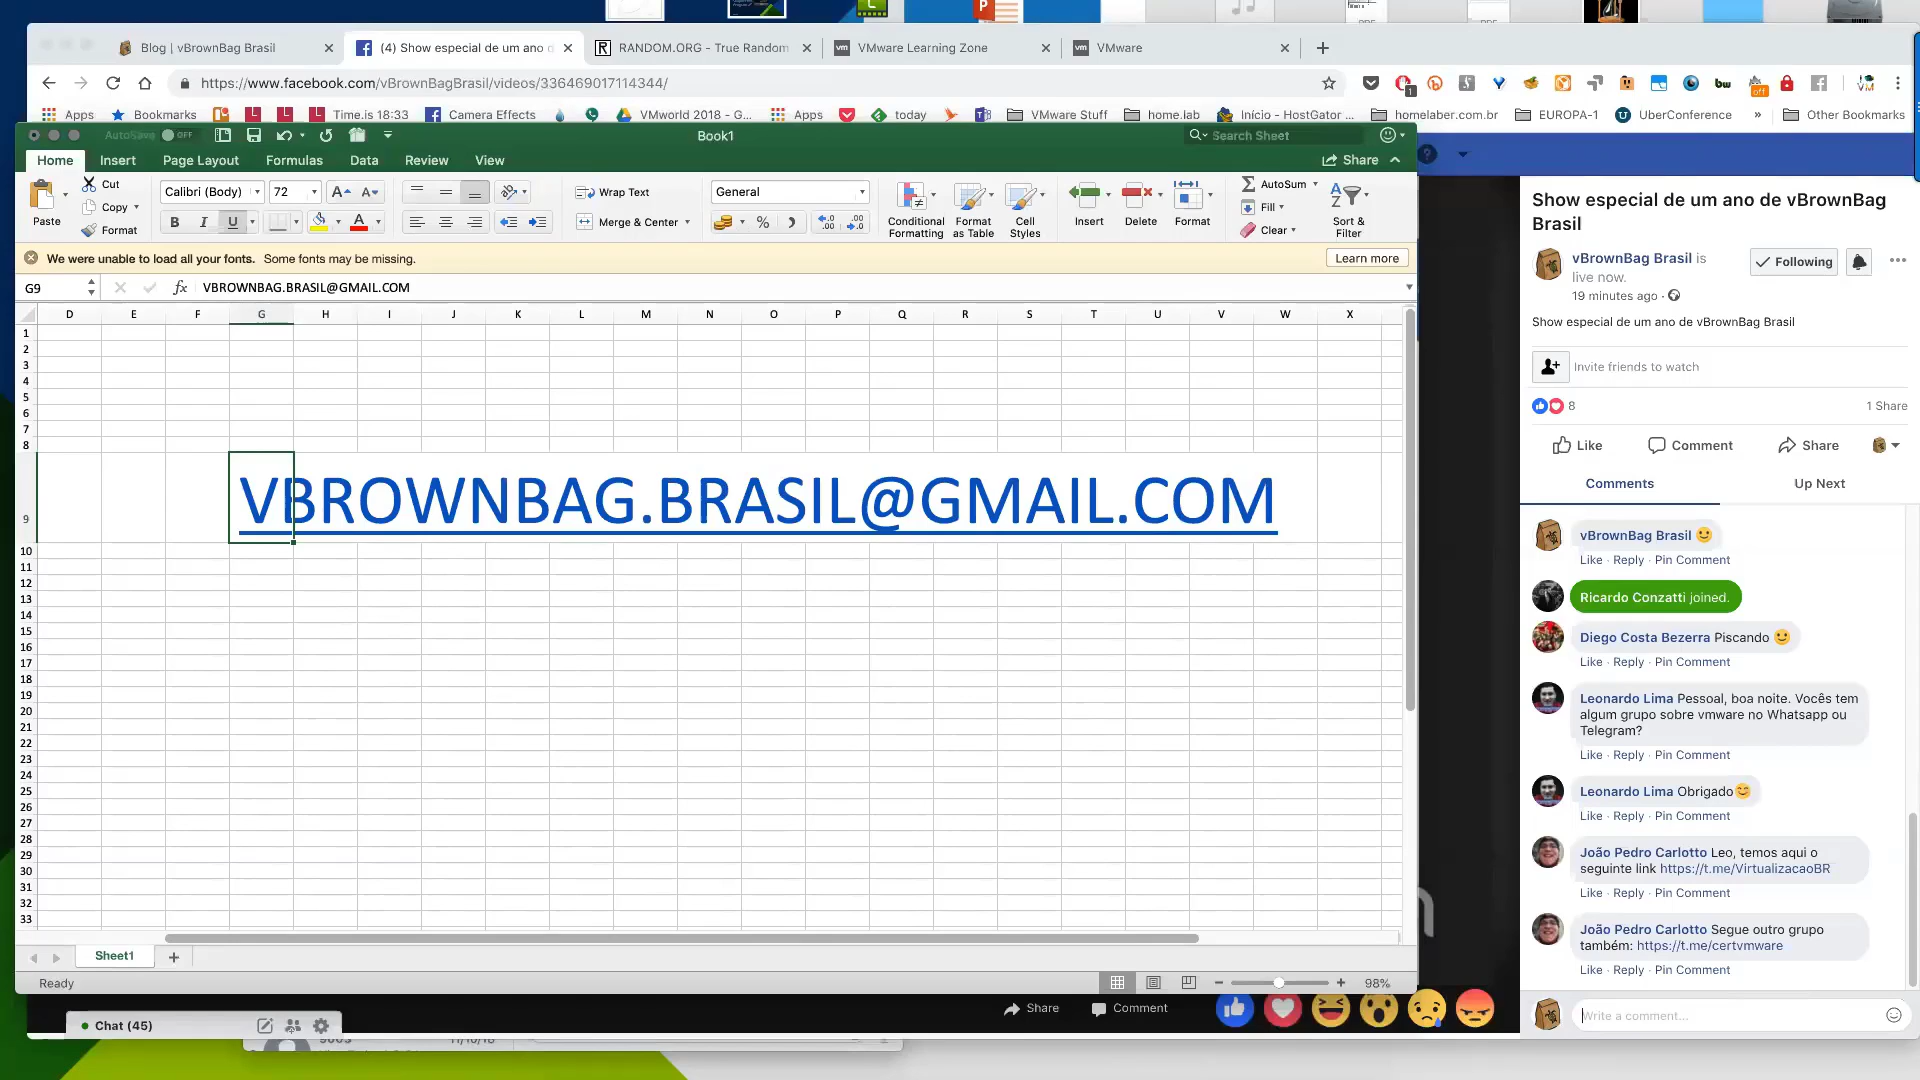 Blog | vBrownBag Brasil
(4) Show especial de um ano d
RANDOM.ORG - True Random
VMware Learning Zone
VMware
https://www.facebook.com/vBrownBagBrasil/videos/336469017114344/
Apps
Bookmarks
Time.is 18:33
Camera Effects
VMworld 2018 - G...
Apps
today
VMware Stuff
home.lab
Início - HostGator ...
homelaber.com.br
EUROPA-1
UberConference
»
Other Bookmarks
AutoSave OFF
Book1
Search Sheet
Home
Insert
Page Layout
Formulas
Data
Review
View
Share
Paste
Cut
Copy
Format
Calibri (Body)
72
Wrap Text
Merge & Center
General
Conditional
Formatting
Format
as Table
Cell
Styles
Insert
Delete
Format
AutoSum
Fill
Clear
Sort &
Filter
We were unable to load all your fonts. Some fonts may be missing.
Learn more
G9
fx
VBROWNBAG.BRASIL@GMAIL.COM
D E F G H I J K L M N O P Q R S T U V W X
1
2
3
4
5
6
7
8
9
VBROWNBAG.BRASIL@GMAIL.COM
10
11
12
13
14
15
16
17
18
19
20
21
22
23
24
25
26
27
28
29
30
31
32
33
Sheet1
Ready
98%
Share
Comment
Chat (45)
Show especial de um ano de vBrownBag
Brasil
vBrownBag Brasil is
live now.
19 minutes ago ·
Following
Show especial de um ano de vBrownBag Brasil
Invite friends to watch
8
1 Share
Like
Comment
Share
Comments
Up Next
vBrownBag Brasil 🙂
Like · Reply · Pin Comment
Ricardo Conzatti joined.
Diego Costa Bezerra Piscando 🙂
Like · Reply · Pin Comment
Leonardo Lima Pessoal, boa noite. Vocês tem
algum grupo sobre vmware no Whatsapp ou
Telegram?
Like · Reply · Pin Comment
Leonardo Lima Obrigado😊
Like · Reply · Pin Comment
João Pedro Carlotto Leo, temos aqui o
seguinte link https://t.me/VirtualizacaoBR
Like · Reply · Pin Comment
João Pedro Carlotto Segue outro grupo
também: https://t.me/certvmware
Like · Reply · Pin Comment
Write a comment...